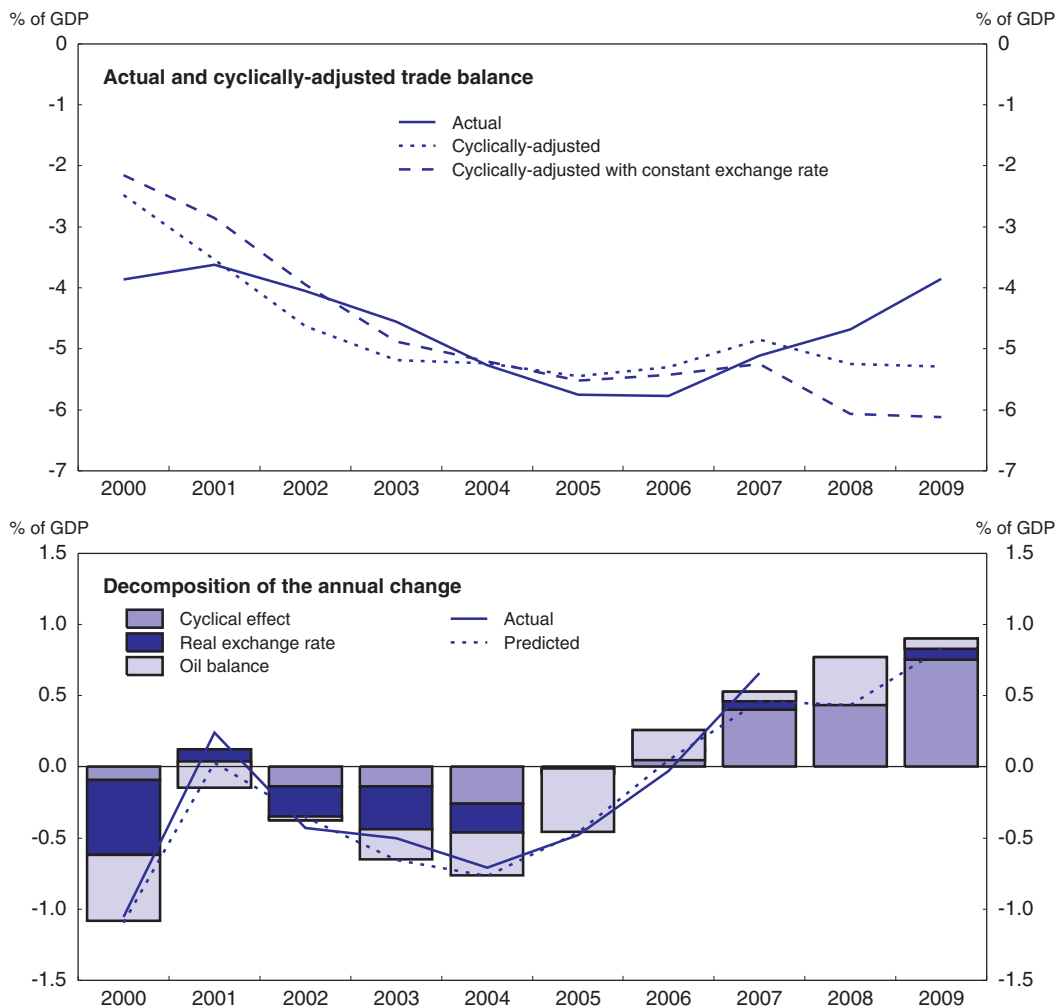 % of GDP % of GDP
0 0
Actual and cyclically-adjusted trade balance
-1 -1
Actual
Cyclically-adjusted
-2 -2
Cyclically-adjusted with constant exchange rate
-3 -3
-4 -4
-5 -5
-6 -6
-7 -7
2000 2001 2002 2003 2004 2005 2006 2007 2008 2009
% of GDP % of GDP
1.5 1.5
Decomposition of the annual change
Cyclical effect Actual
1.0 1.0
Real exchange rate Predicted
Oil balance
0.5 0.5
0.0 0.0
-0.5 -0.5
-1.0 -1.0
-1.5 -1.5
2000 2001 2002 2003 2004 2005 2006 2007 2008 2009